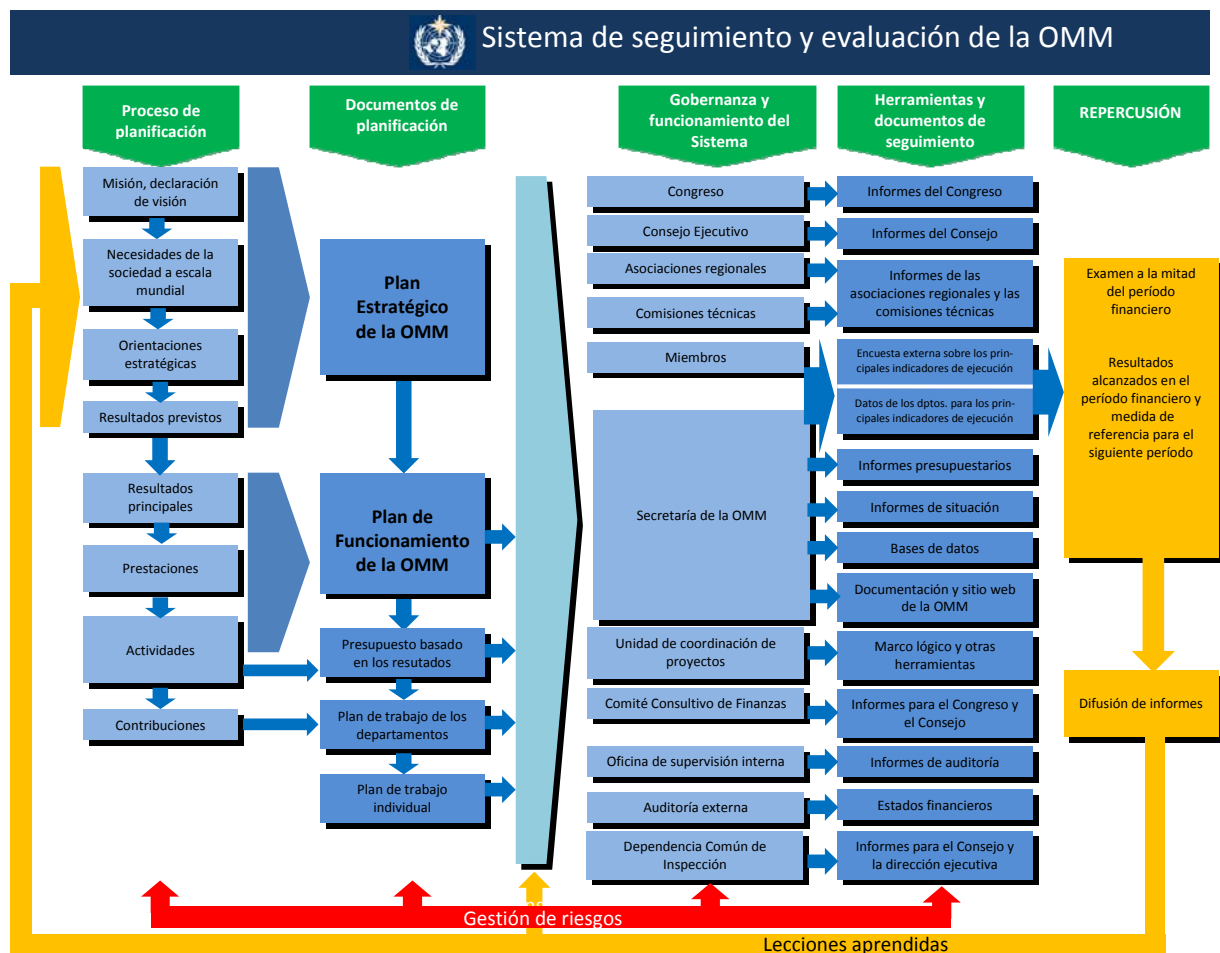 Sistema de seguimiento y evaluación de la OMM
Proceso de
planificación
Documentos de
planificación
Gobernanza y
funcionamiento del
Sistema
Herramientas y
documentos de
seguimiento
REPERCUSIÓN
Misión, declaración
de visión
Necesidades de la
sociedad a escala
mundial
Orientaciones
estratégicas
Resultados previstos
Resultados
principales
Prestaciones
Actividades
Contribuciones
Plan
Estratégico
de la OMM
Plan de
Funcionamiento
de la OMM
Presupuesto basado
en los resutados
Plan de trabajo de los
departamentos
Plan de trabajo
individual
Congreso
Consejo Ejecutivo
Asociaciones regionales
Comisiones técnicas
Miembros
Secretaría de la OMM
Unidad de coordinación de
proyectos
Comité Consultivo de Finanzas
Oficina de supervisión interna
Auditoría externa
Dependencia Común de
Inspección
Informes del Congreso
Informes del Consejo
Informes de las
asociaciones regionales y las
comisiones técnicas
Encuesta externa sobre los prin-
cipales indicadores de ejecución
Datos de los dptos. para los prin-
cipales indicadores de ejecución
Informes presupuestarios
Informes de situación
Bases de datos
Documentación y sitio web
de la OMM
Marco lógico y otras
herramientas
Informes para el Congreso y
el Consejo
Informes de auditoría
Estados financieros
Informes para el Consejo y
la dirección ejecutiva
Examen a la mitad
del período
financiero
Resultados
alcanzados en el
período financiero y
medida de
referencia para el
siguiente período
Difusión de informes
Gestión de riesgos
Lecciones aprendidas